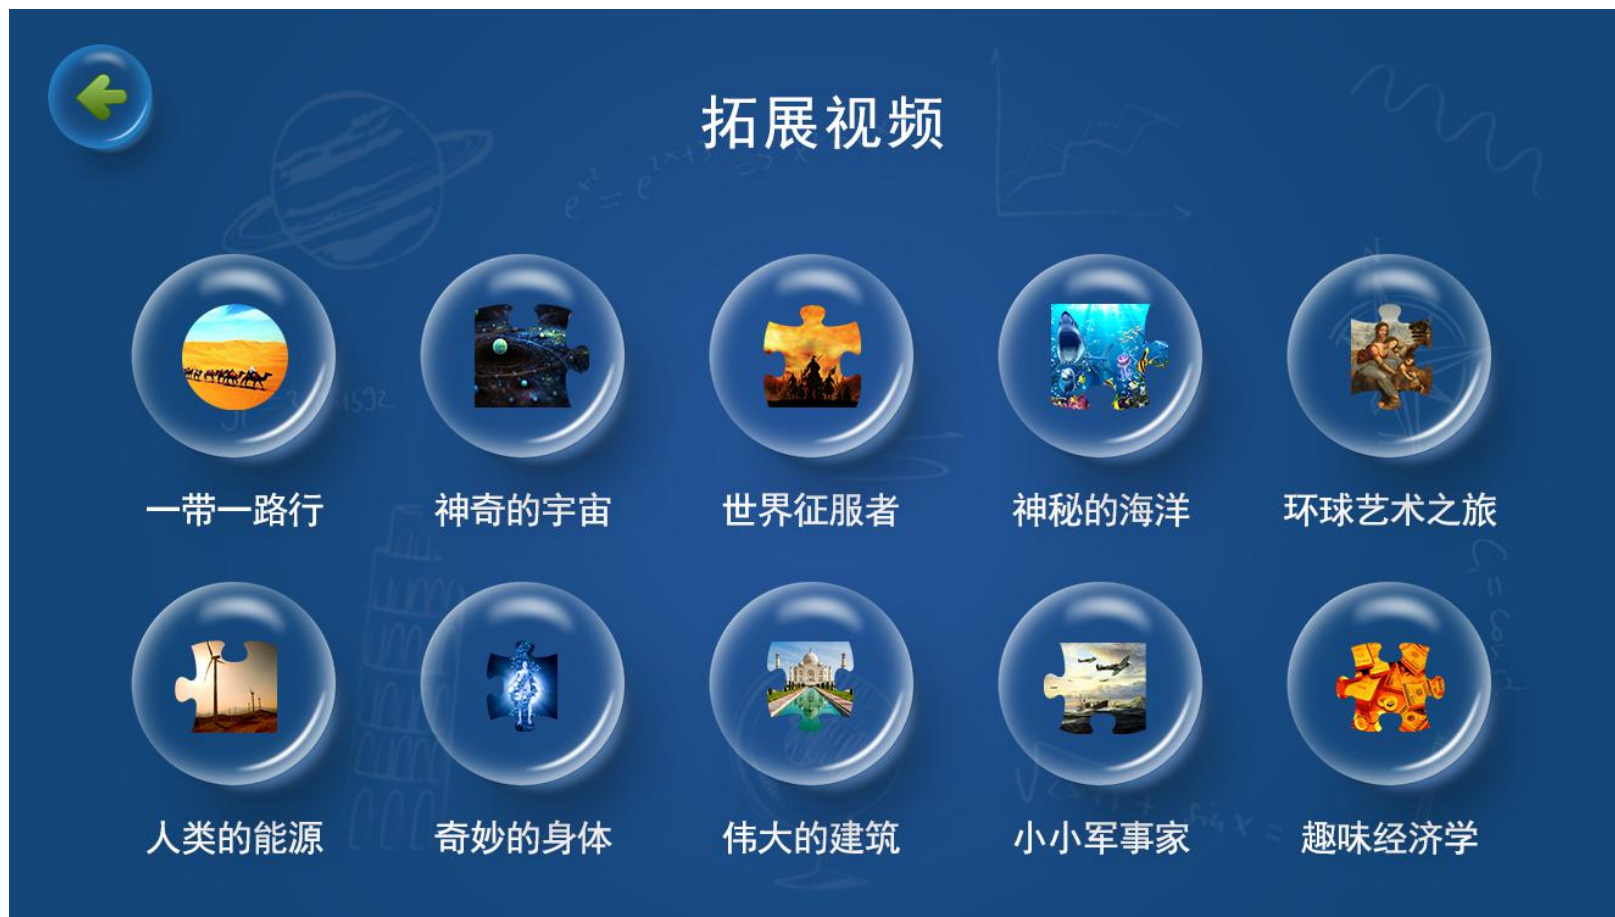 拓展视频
一带一路行
神奇的宇宙
世界征服者
神秘的海洋
环球艺术之旅
人类的能源
奇妙的身体
伟大的建筑
小小军事家
趣味经济学